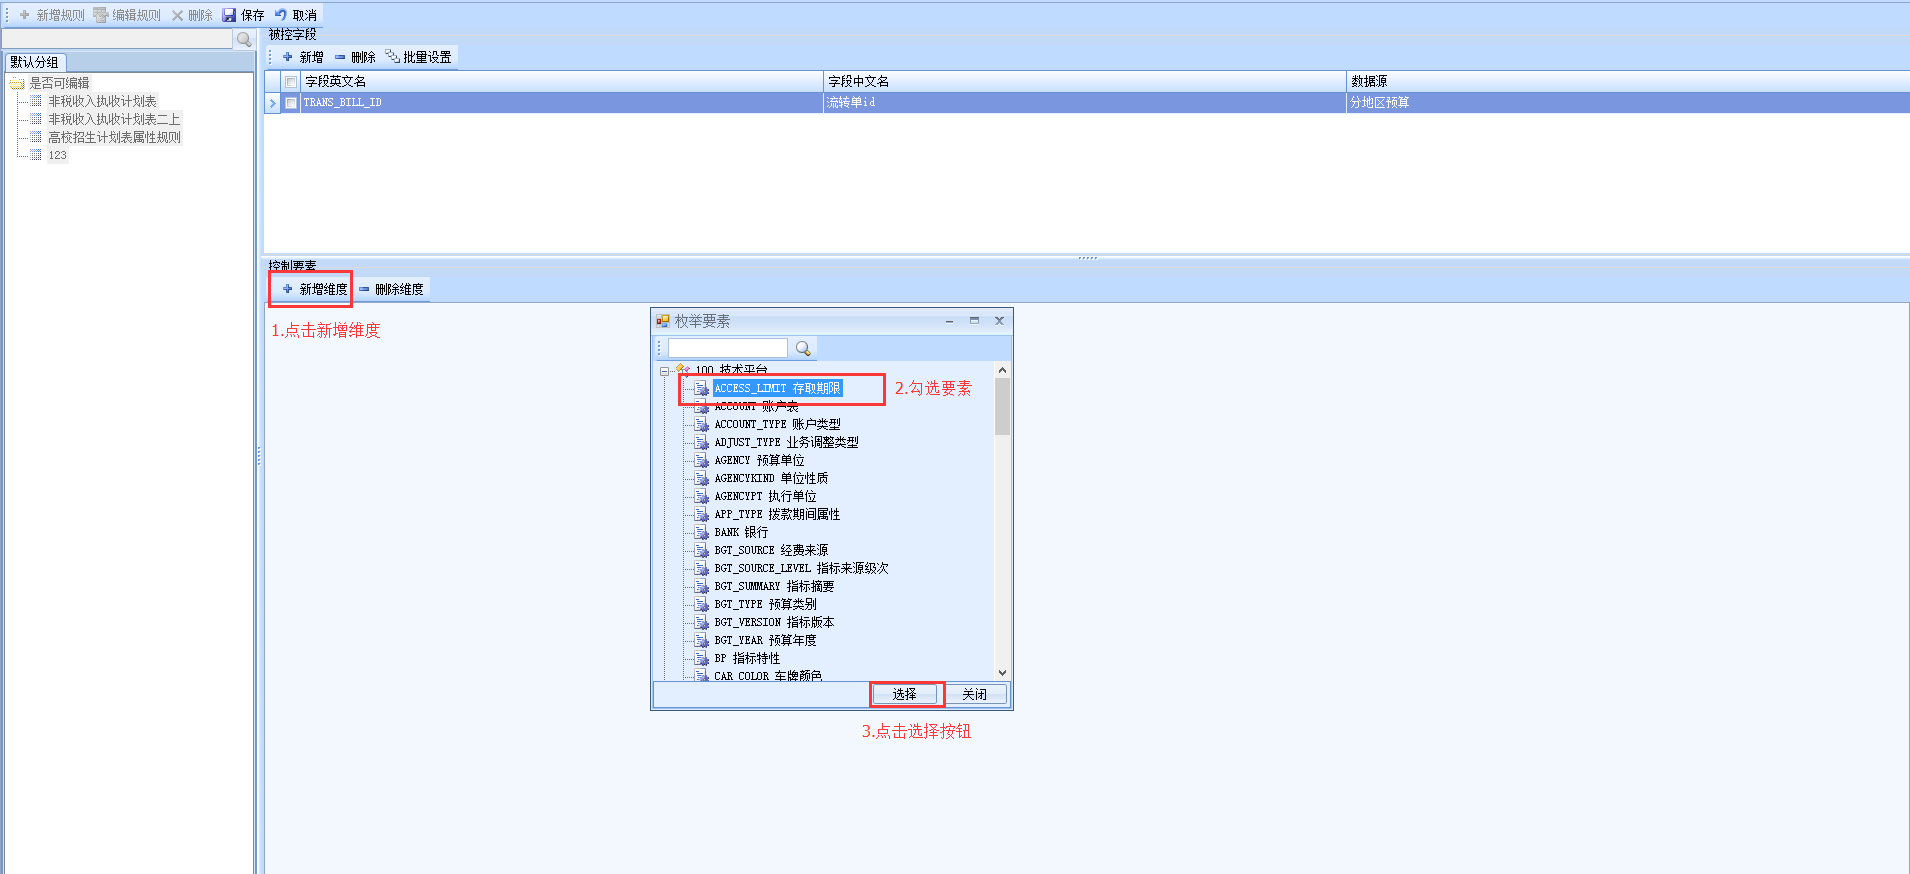 新增规则 编辑规则 删除 保存 取消
默认分组
是否可编辑
非税收入执收计划表
非税收入执收计划表二上
高校招生计划表属性规则
123
被控字段
新增 删除 批量设置
字段英文名 字段中文名 数据源
TRANS_BILL_ID 流转单id 分地区预算
控制要素
新增维度 删除维度
1.点击新增维度
枚举要素
100 技术平台
ACCESS_LIMIT 存取期限
2.勾选要素
ACCOUNT 账户表
ACCOUNT_TYPE 账户类型
ADJUST_TYPE 业务调整类型
AGENCY 预算单位
AGENCYKIND 单位性质
AGENCYPT 执行单位
APP_TYPE 拨款期间属性
BANK 银行
BGT_SOURCE 经费来源
BGT_SOURCE_LEVEL 指标来源级次
BGT_SUMMARY 指标摘要
BGT_TYPE 预算类别
BGT_VERSION 指标版本
BGT_YEAR 预算年度
BP 指标特性
CAR_COLOR 车牌颜色
选择 关闭
3.点击选择按钮